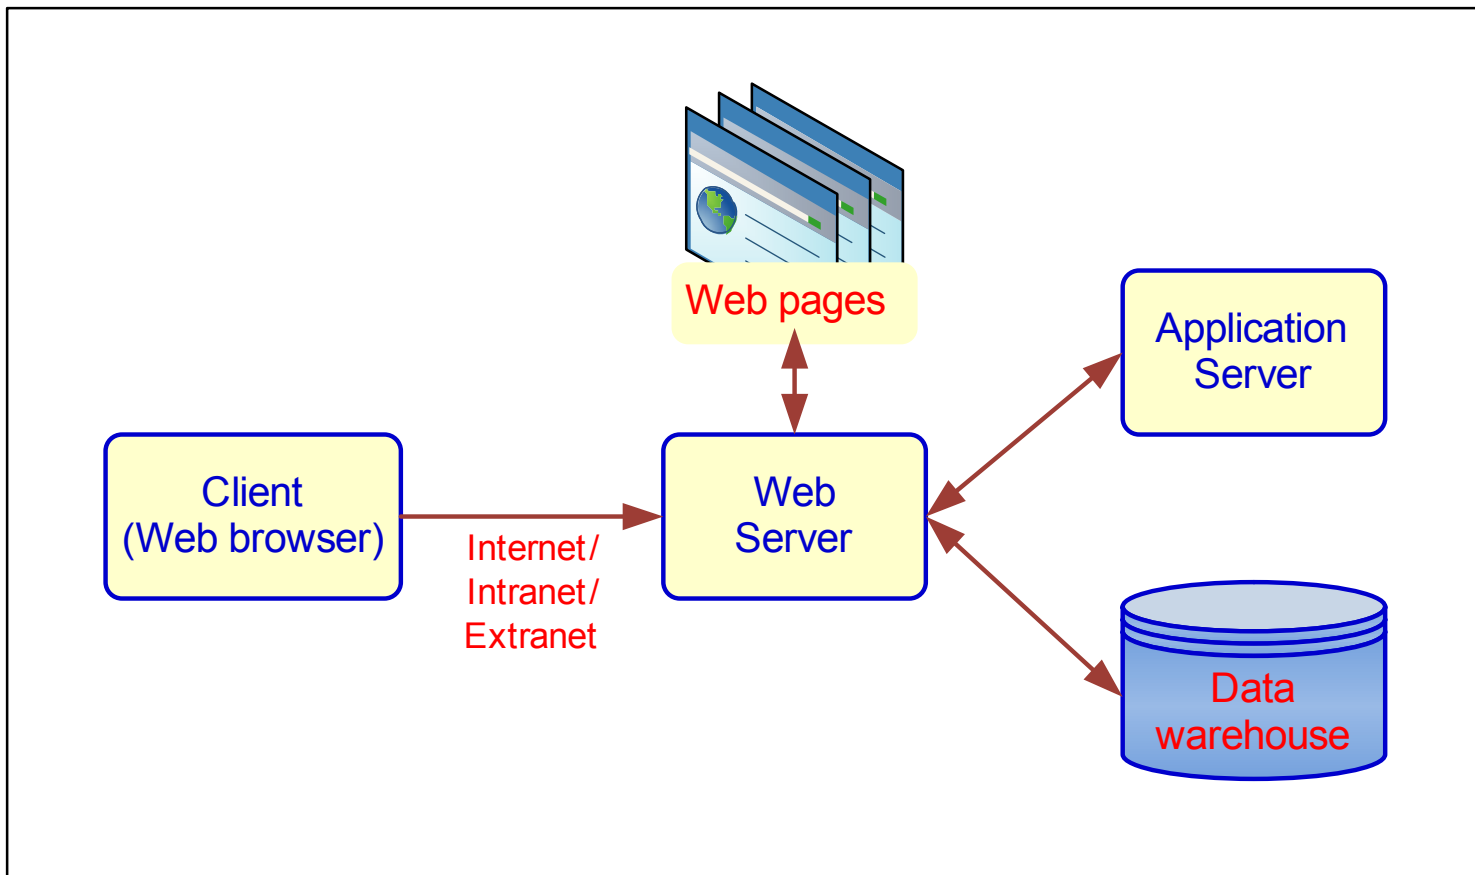 Web pages
Application
Server
Client
(Web browser)
Web
Server
Internet/
Intranet/
Extranet
Data
warehouse